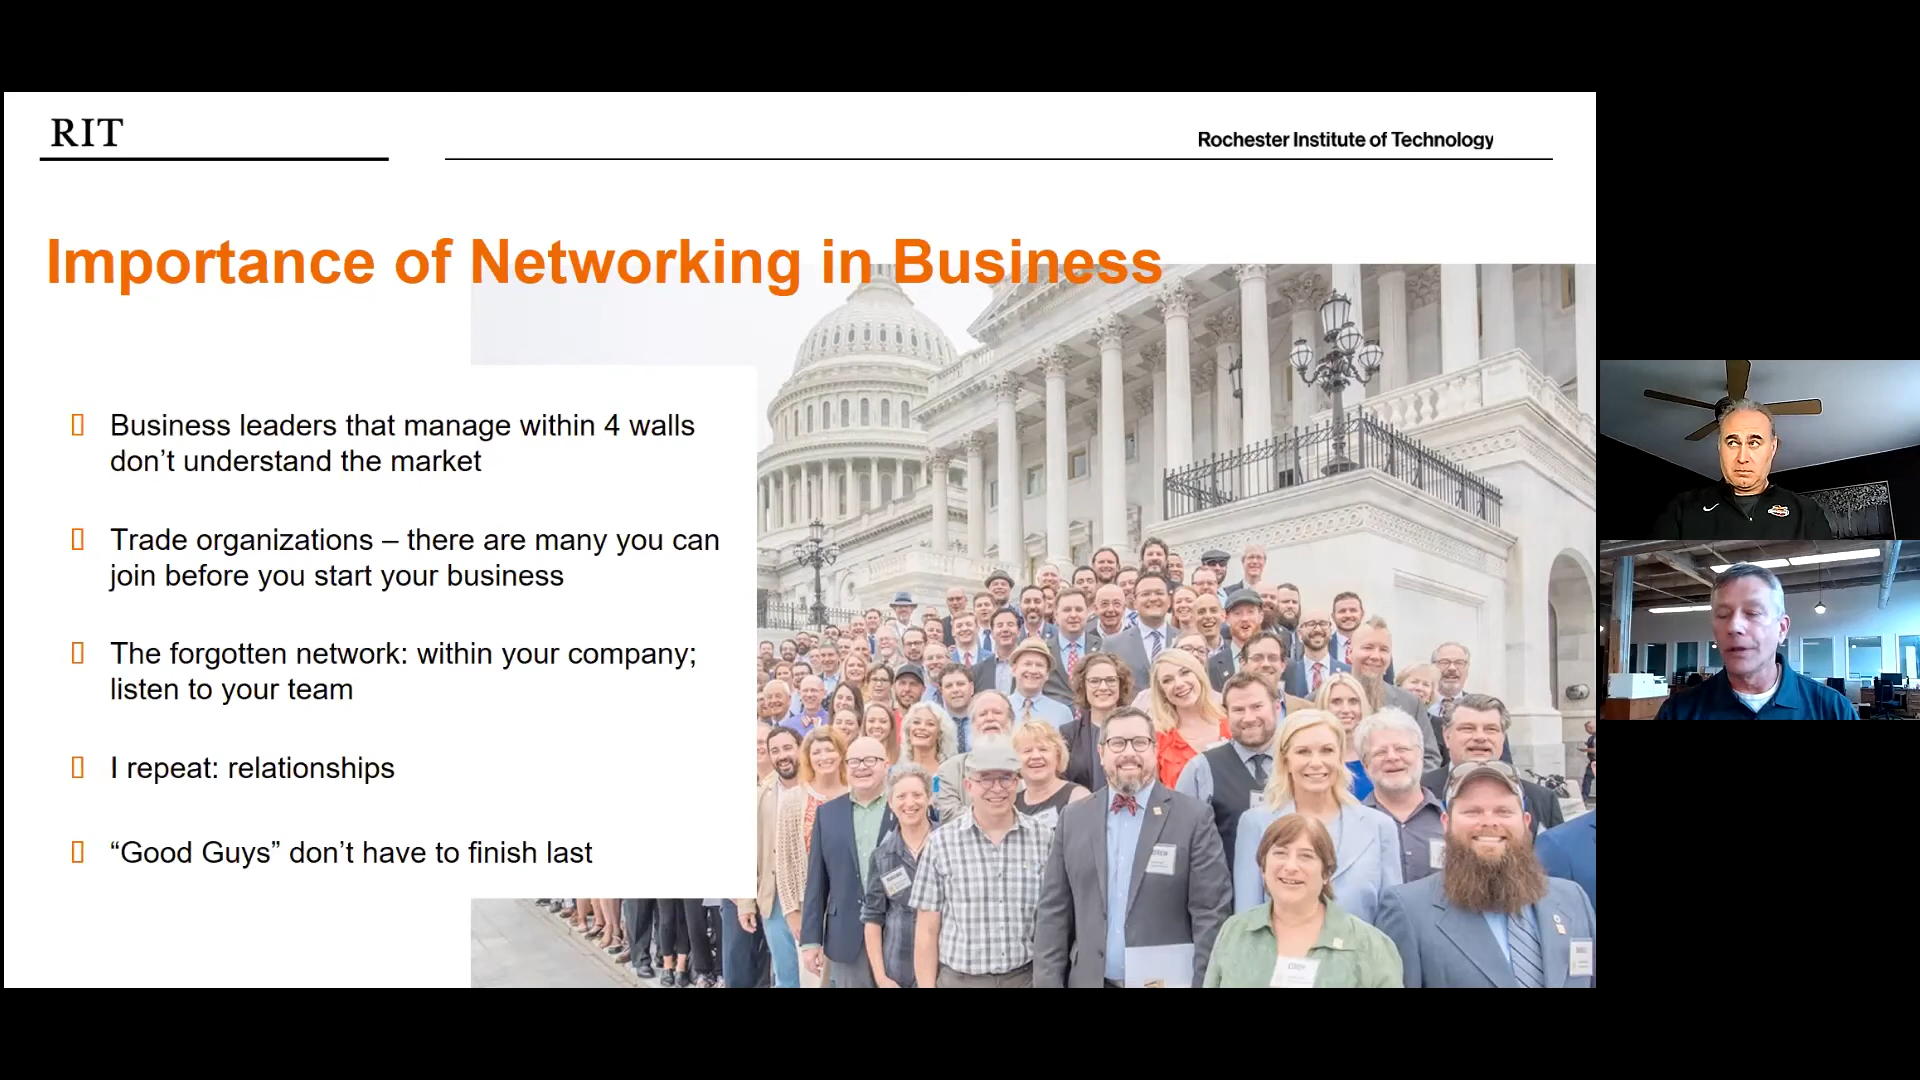 RIT
Rochester Institute of Technology
Importance of Networking in Business
Business leaders that manage within 4 walls
don’t understand the market
Trade organizations – there are many you can
join before you start your business
The forgotten network: within your company;
listen to your team
I repeat: relationships
“Good Guys” don’t have to finish last